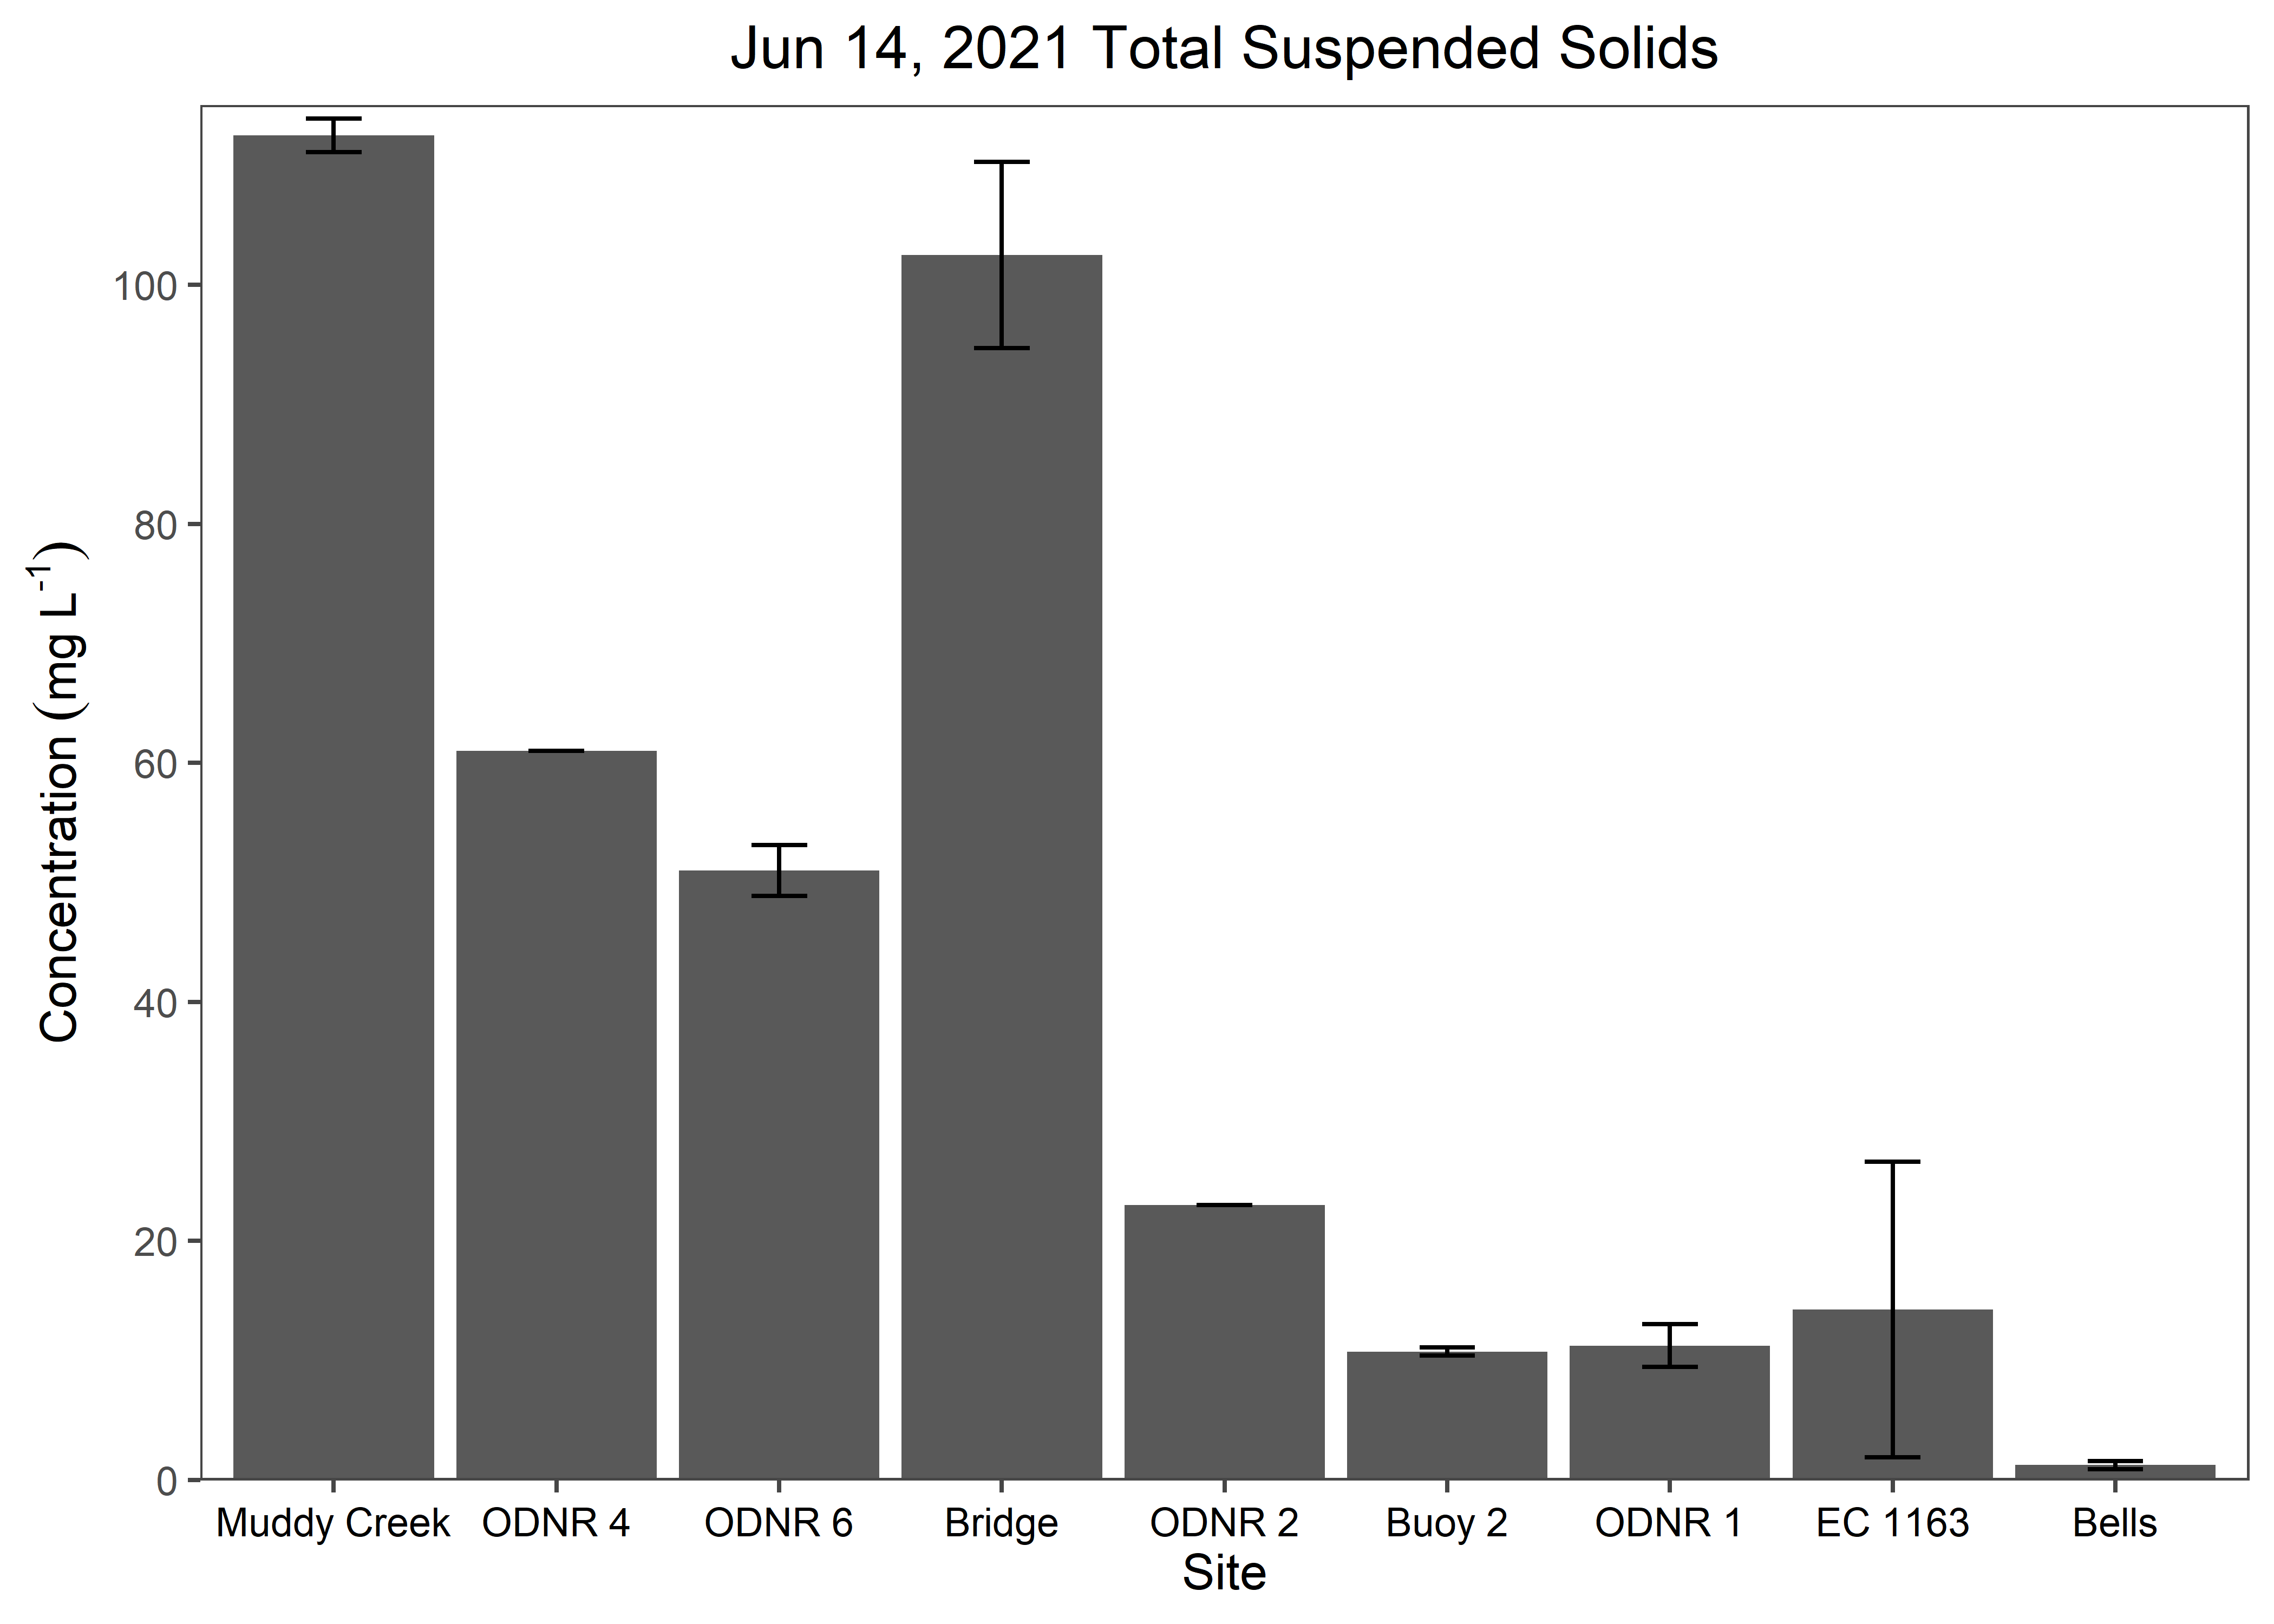 Jun 14, 2021 Total Suspended Solids
Concentration (mg L⁻¹)
100
80
60
40
20
0
Muddy Creek ODNR 4 ODNR 6 Bridge ODNR 2 Buoy 2 ODNR 1 EC 1163 Bells
Site